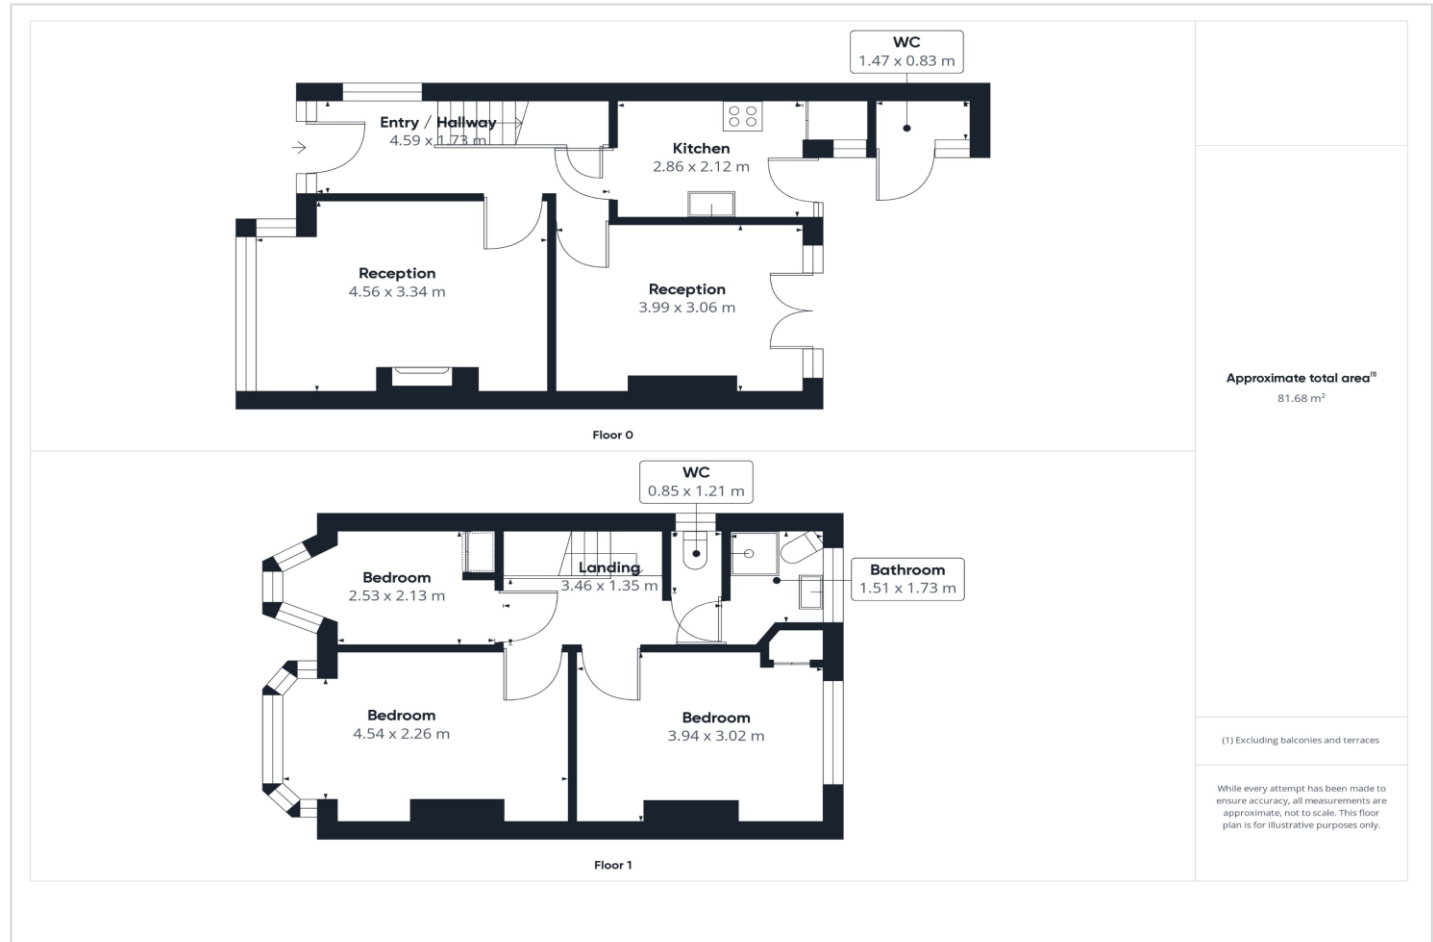 WC
1.47 x 0.83 m
Entry / Hallway
4.59 x 1.73 m
Kitchen
2.86 x 2.12 m
Reception
4.56 x 3.34 m
Reception
3.99 x 3.06 m
Floor 0
WC
0.85 x 1.21 m
Bedroom
2.53 x 2.13 m
Landing
3.46 x 1.35 m
Bathroom
1.51 x 1.73 m
Bedroom
4.54 x 2.26 m
Bedroom
3.94 x 3.02 m
Floor 1
Approximate total area(1)
81.68 m²
(1) Excluding balconies and terraces
While every attempt has been made to
ensure accuracy, all measurements are
approximate, not to scale. This floor
plan is for illustrative purposes only.